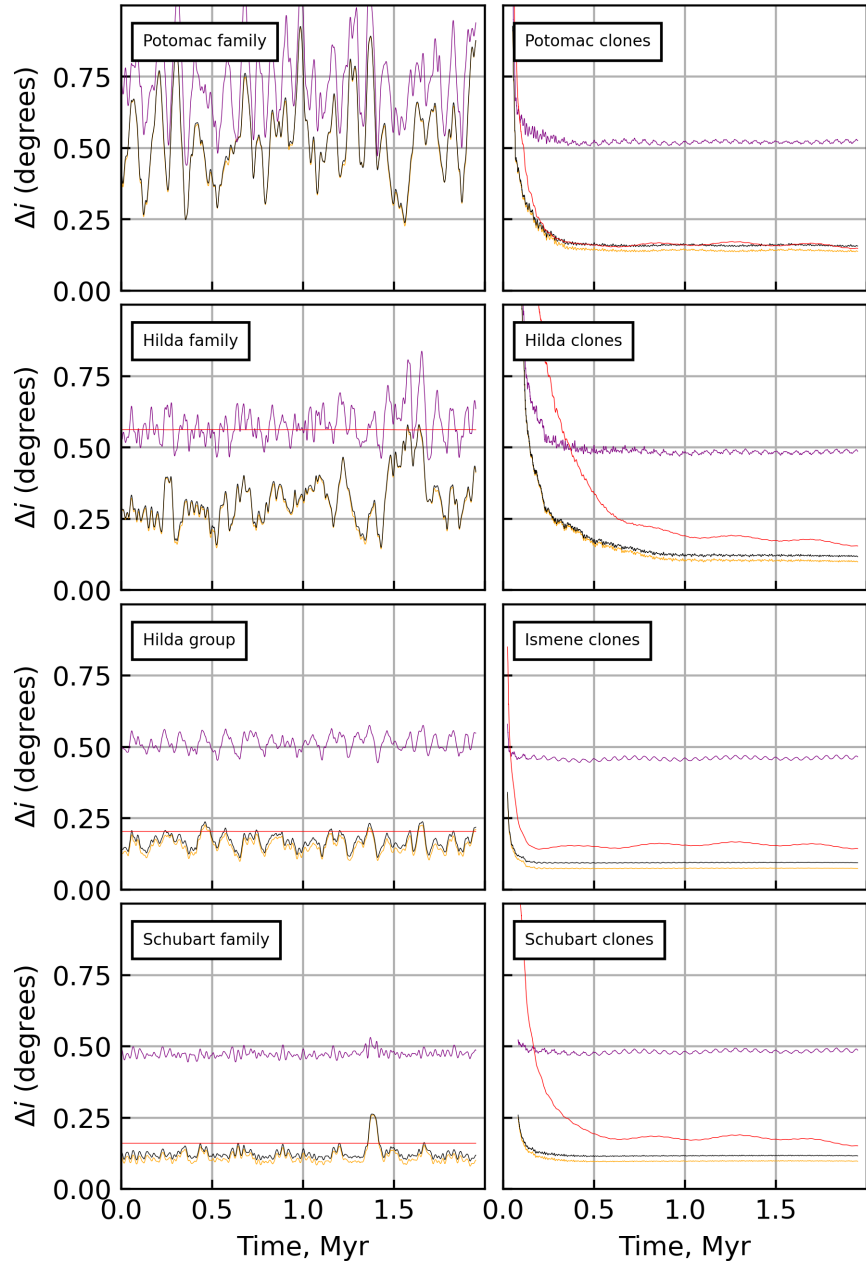 Potomac family
Potomac clones
Δi (degrees)
0.75
0.50
0.25
0.00
Hilda family
Hilda clones
Δi (degrees)
0.75
0.50
0.25
0.00
Hilda group
Ismene clones
Δi (degrees)
0.75
0.50
0.25
0.00
Schubart family
Schubart clones
Δi (degrees)
0.75
0.50
0.25
0.00
0.0 0.5 1.0 1.5 0.0 0.5 1.0 1.5
Time, Myr Time, Myr